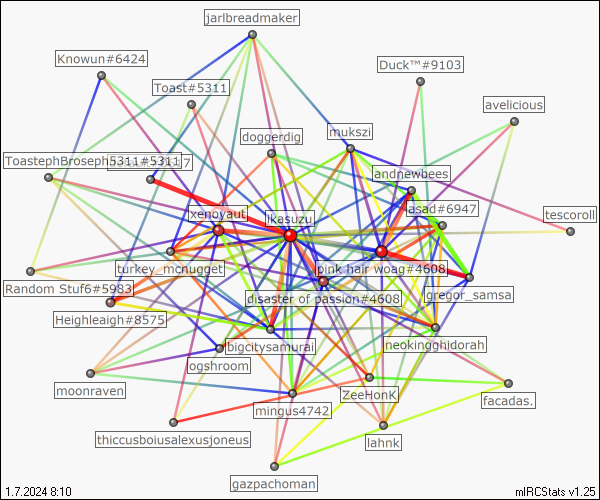 jarlbreadmaker
Knowun#6424
Duck™#9103
Toast#5311
avelicious
mukszi
doggerdig
ToastephBroseph5311#5311
andnewbees
xenoyaut
ikasuzu
asad#6947
tescoroll
turkey_mcnugget
pink hair woag#4608
Random Stuf6#5983
disaster of passion#4608
gregor_samsa
Heighleaigh#8575
bigcitysamurai
neokingghidorah
ogshroom
moonraven
mingus4742
ZeeHonK
facadas.
thiccusboiusalexusjoneus
lahnk
gazpachoman
1.7.2024 8:10
mIRCStats v1.25